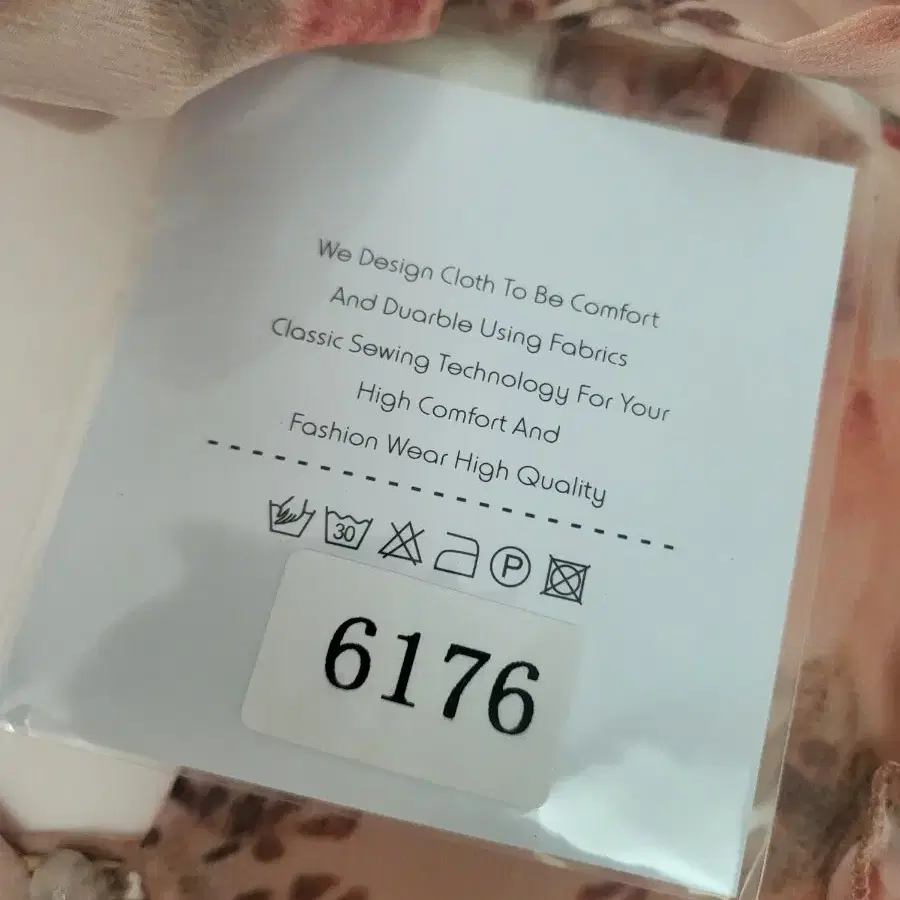 We Design Cloth To Be Comfort
And Duarble Using Fabrics
Classic Sewing Technology For Your
High Comfort And
Fashion Wear High Quality
30 P
6176